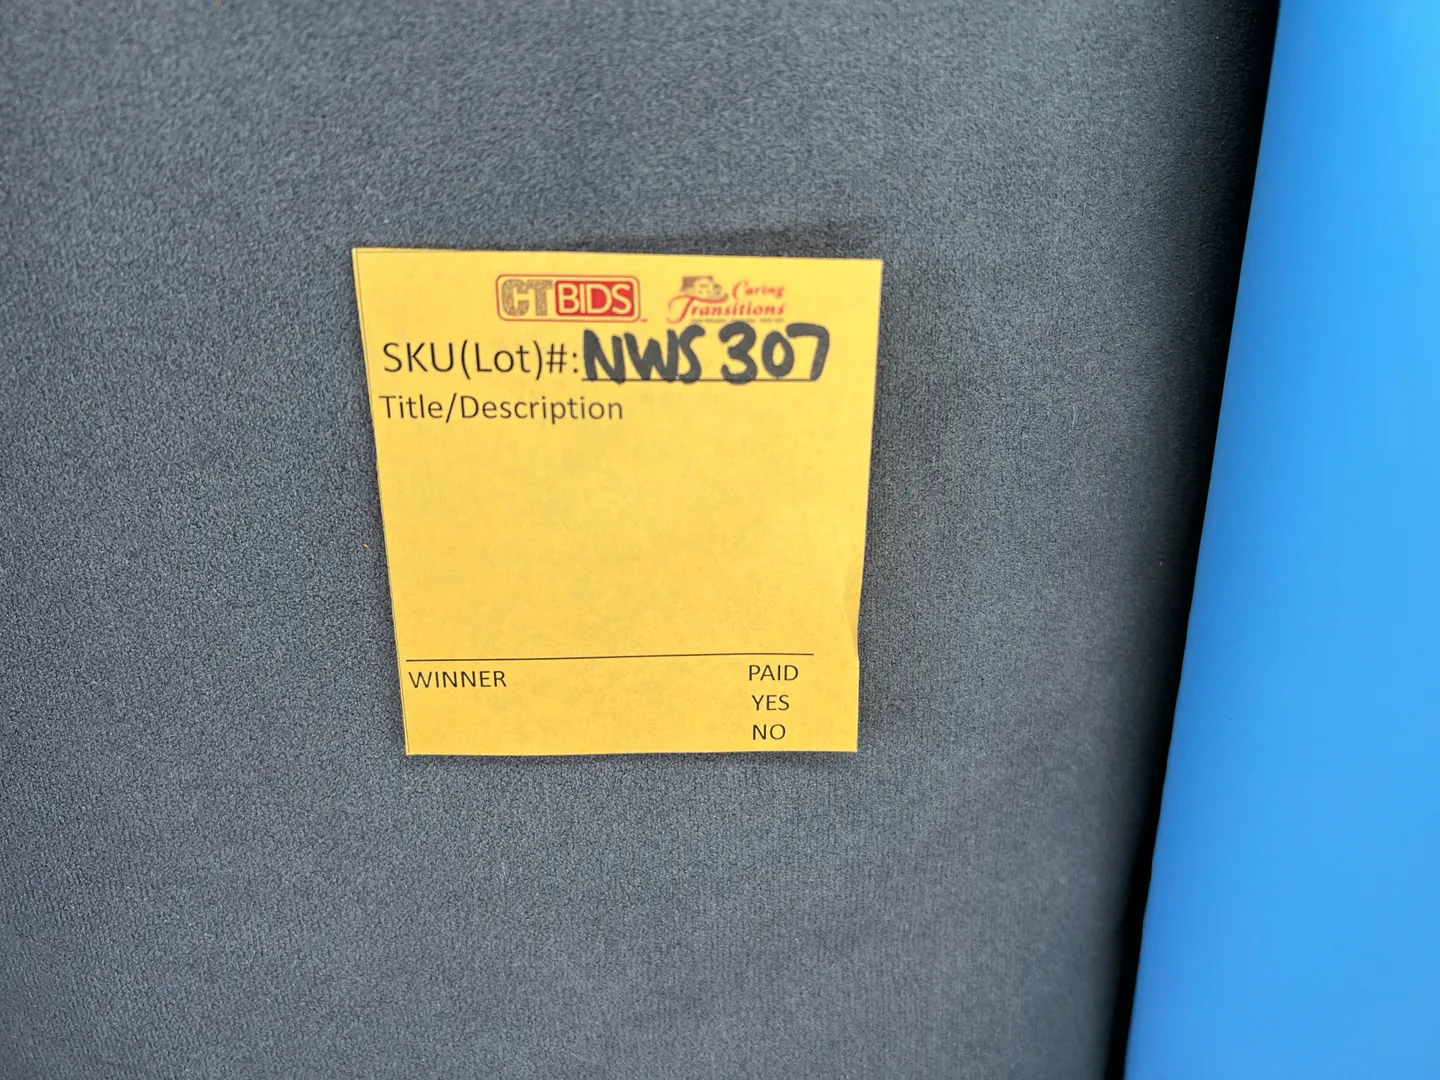 CTBIDS Caring Transitions
SKU(Lot)#: NWS 307
Title/Description
WINNER PAID
YES
NO